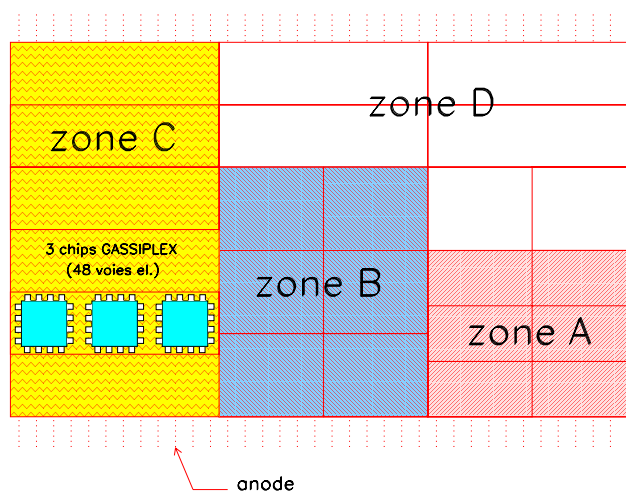 zone D
zone C
3 chips GASSIPLEX
(48 voies el.)
zone B
zone A
anode